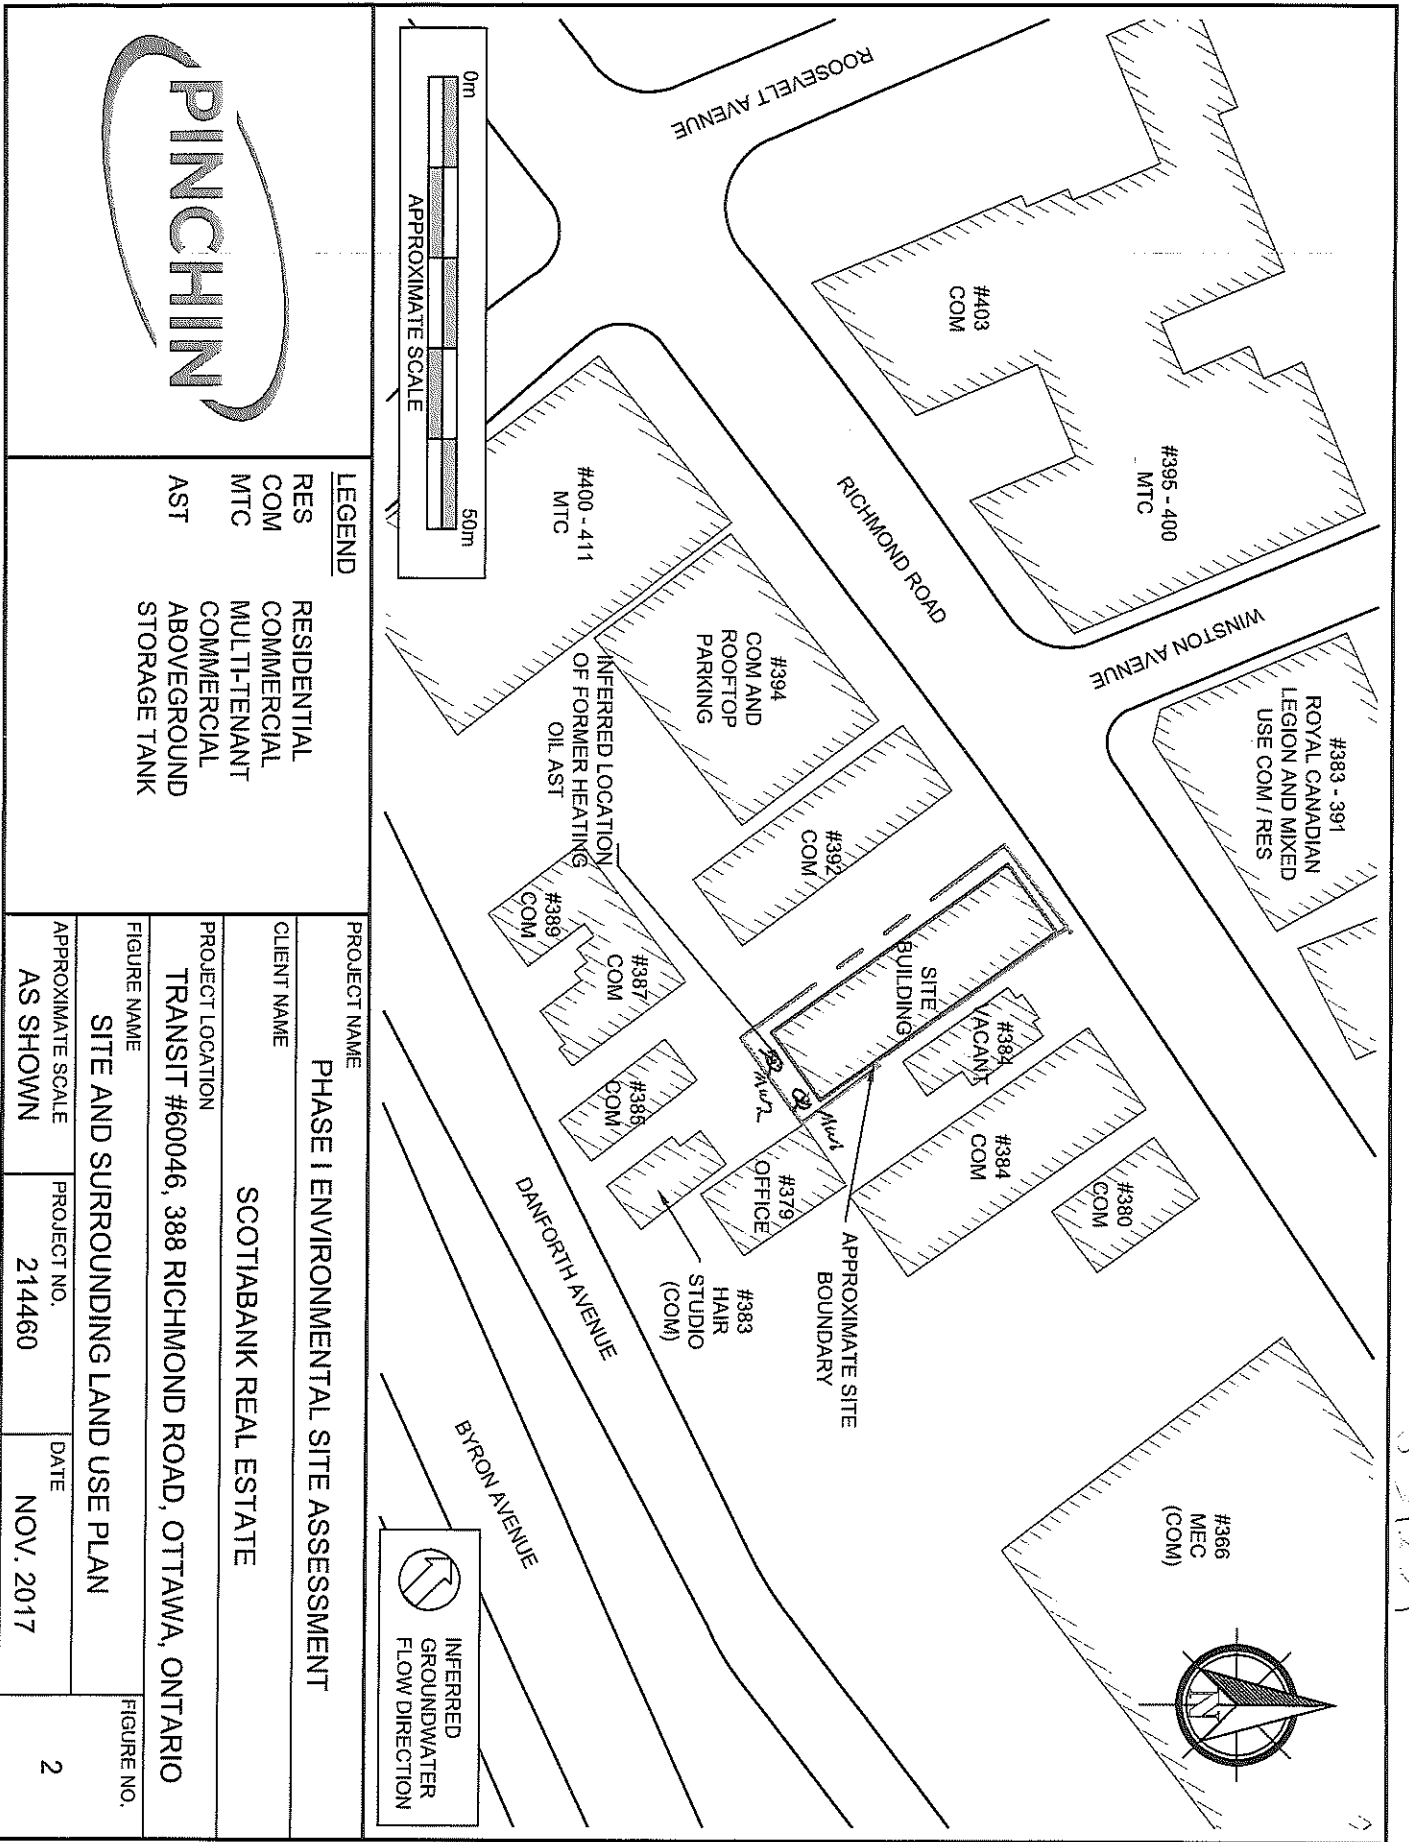 ROOSEVELT AVENUE
#403
COM
#395 - 400
MTC
WINSTON AVENUE
#383 - 391
ROYAL CANADIAN
LEGION AND MIXED
USE COM / RES
RICHMOND ROAD
#366
MEC
(COM)
N
#380
COM
#384
COM
#384
VACANT
SITE
BUILDING
APPROXIMATE SITE
BOUNDARY
#392
COM
#394
COM AND
ROOFTOP
PARKING
#400 - 411
MTC
INFERRED LOCATION
OF FORMER HEATING
OIL AST
MW1
MW2
#379
OFFICE
#383
HAIR
STUDIO
(COM)
#385
COM
#387
COM
#389
COM
DANFORTH AVENUE
BYRON AVENUE
0m
50m
APPROXIMATE SCALE
INFERRED
GROUNDWATER
FLOW DIRECTION
PINCHIN
LEGEND
RES RESIDENTIAL
COM COMMERCIAL
MTC MULTI-TENANT
COMMERCIAL
AST ABOVEGROUND
STORAGE TANK
PROJECT NAME
PHASE I ENVIRONMENTAL SITE ASSESSMENT
CLIENT NAME
SCOTIABANK REAL ESTATE
PROJECT LOCATION
TRANSIT #60046, 388 RICHMOND ROAD, OTTAWA, ONTARIO
FIGURE NAME
SITE AND SURROUNDING LAND USE PLAN
FIGURE NO.
2
APPROXIMATE SCALE
AS SHOWN
PROJECT NO.
214460
DATE
NOV. 2017